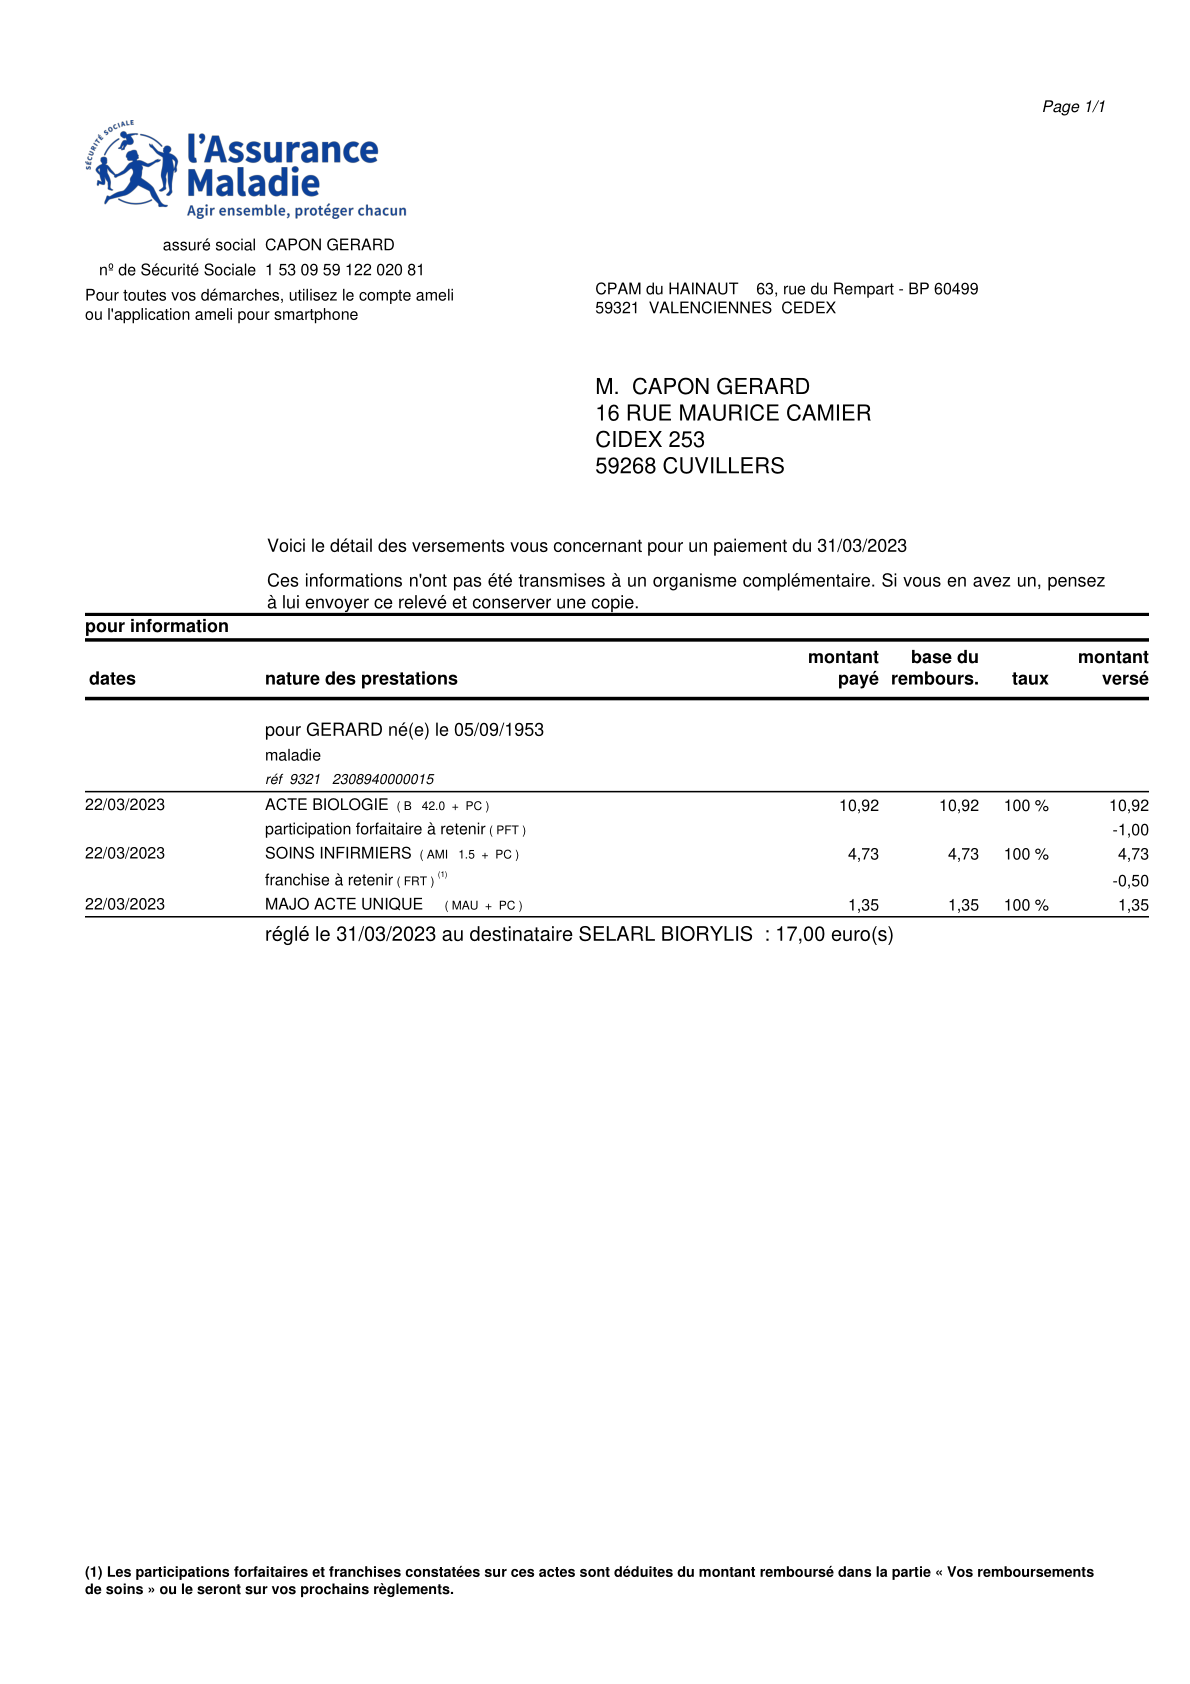 Page 1/1
SÉCURITÉ SOCIALE
l'Assurance
Maladie
Agir ensemble, protéger chacun
assuré social CAPON GERARD
nº de Sécurité Sociale 1 53 09 59 122 020 81
Pour toutes vos démarches, utilisez le compte ameli
ou l'application ameli pour smartphone
CPAM du HAINAUT 63, rue du Rempart - BP 60499
59321 VALENCIENNES CEDEX
M. CAPON GERARD
16 RUE MAURICE CAMIER
CIDEX 253
59268 CUVILLERS
Voici le détail des versements vous concernant pour un paiement du 31/03/2023
Ces informations n'ont pas été transmises à un organisme complémentaire. Si vous en avez un, pensez
à lui envoyer ce relevé et conserver une copie.
pour information
montant base du montant
dates nature des prestations payé rembours. taux versé
pour GERARD né(e) le 05/09/1953
maladie
réf 9321 2308940000015
22/03/2023 ACTE BIOLOGIE ( B 42.0 + PC ) 10,92 10,92 100 % 10,92
participation forfaitaire à retenir ( PFT ) -1,00
22/03/2023 SOINS INFIRMIERS ( AMI 1.5 + PC ) 4,73 4,73 100 % 4,73
franchise à retenir ( FRT ) (1) -0,50
22/03/2023 MAJO ACTE UNIQUE ( MAU + PC ) 1,35 1,35 100 % 1,35
réglé le 31/03/2023 au destinataire SELARL BIORYLIS : 17,00 euro(s)
(1) Les participations forfaitaires et franchises constatées sur ces actes sont déduites du montant remboursé dans la partie « Vos remboursements
de soins » ou le seront sur vos prochains règlements.